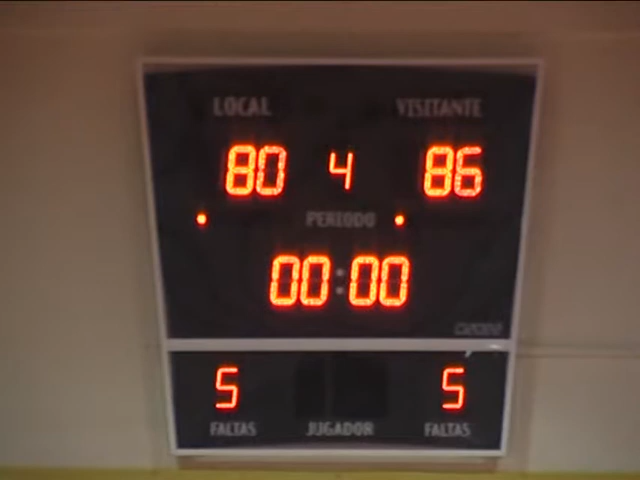 LOCAL VISITANTE
80 4 86
PERIODO
00:00
5 5
FALTAS JUGADOR FALTAS